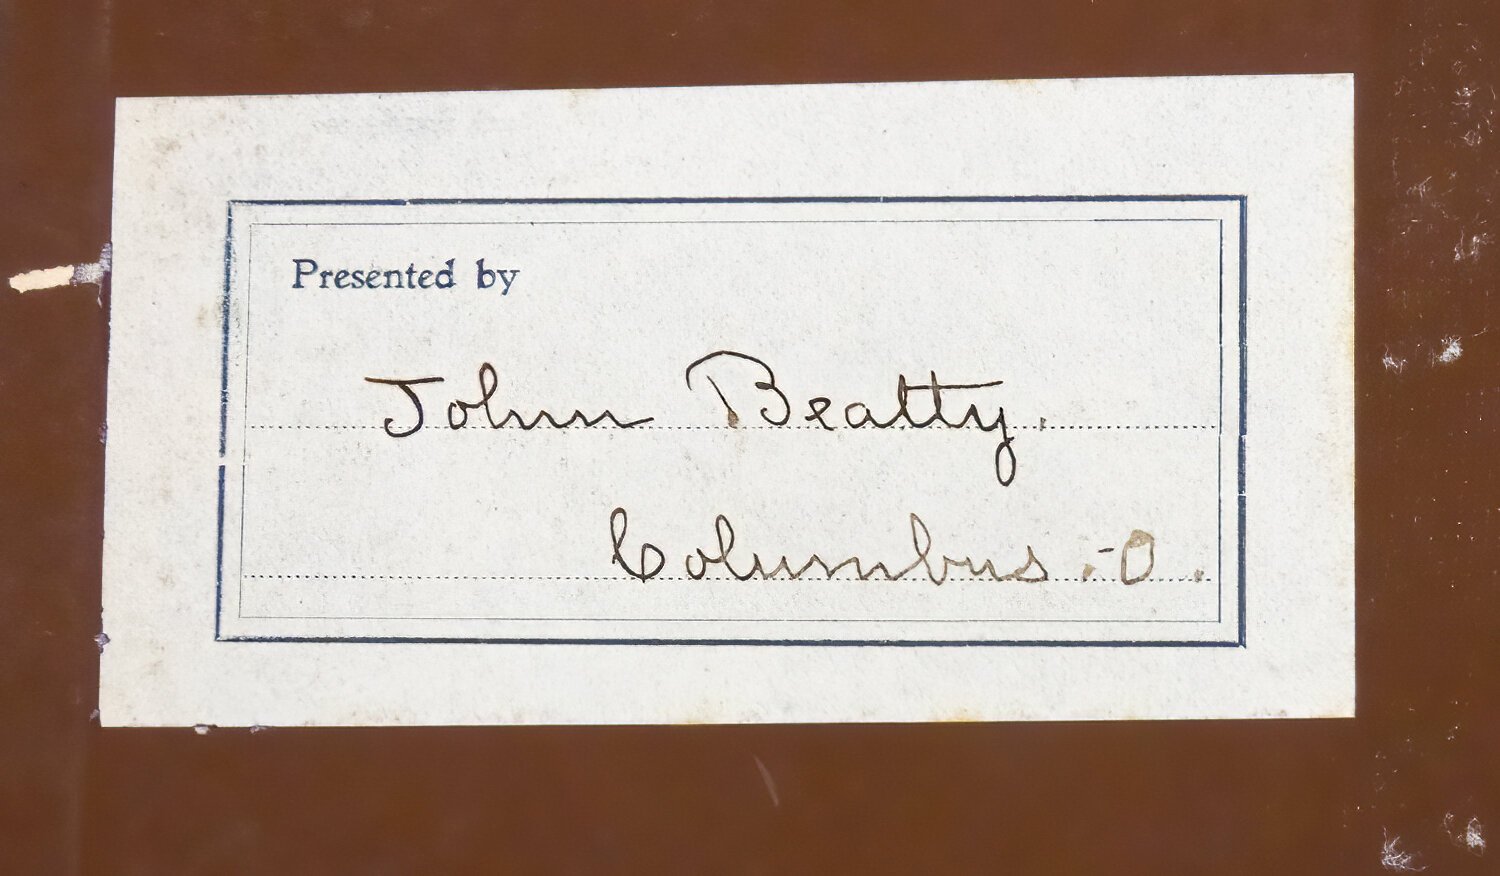 Presented by
John Beatty.
Columbus.-O.